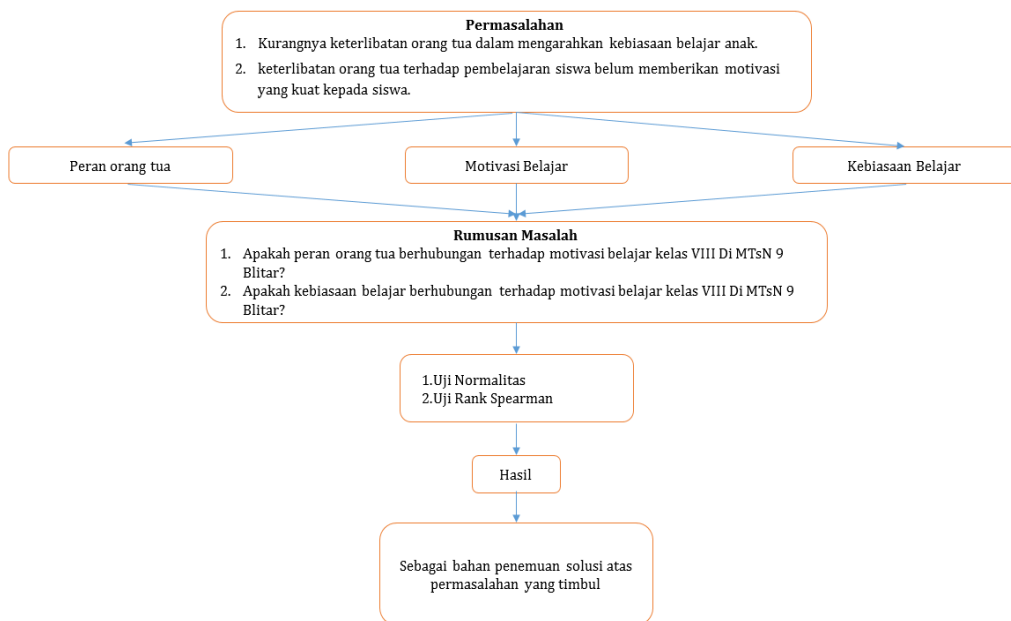 Permasalahan
1. Kurangnya keterlibatan orang tua dalam mengarahkan kebiasaan belajar anak.
2. keterlibatan orang tua terhadap pembelajaran siswa belum memberikan motivasi
yang kuat kepada siswa.
Peran orang tua
Motivasi Belajar
Kebiasaan Belajar
Rumusan Masalah
1. Apakah peran orang tua berhubungan terhadap motivasi belajar kelas VIII Di MTsN 9
Blitar?
2. Apakah kebiasaan belajar berhubungan terhadap motivasi belajar kelas VIII Di MTsN 9
Blitar?
1.Uji Normalitas
2.Uji Rank Spearman
Hasil
Sebagai bahan penemuan solusi atas
permasalahan yang timbul